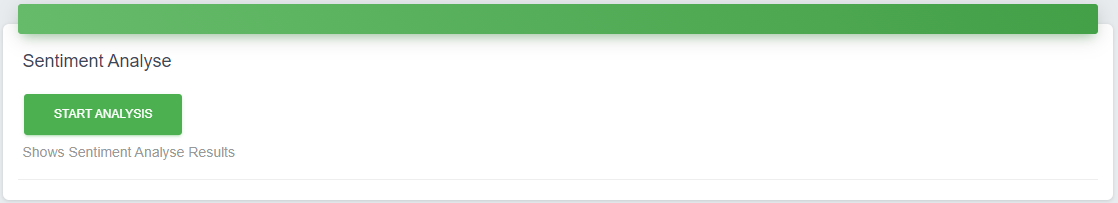 Sentiment Analyse
START ANALYSIS
Shows Sentiment Analyse Results